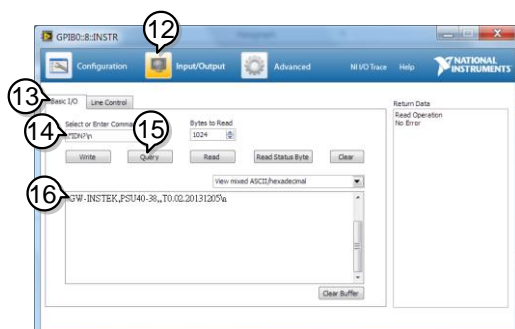 12
GPIB0::8::INSTR
Configuration Input/Output Advanced NI I/O Trace Help NATIONAL INSTRUMENTS
13
Basic I/O Line Control
Return Data
Read Operation
No Error
14
Select or Enter Comma
15
Bytes to Read
*IDN?\n
1024
Write Query Read Read Status Byte Clear
View mixed ASCII/hexadecimal
16
GW-INSTEK,PSU40-38,,T0.02.20131205\n
Clear Buffer